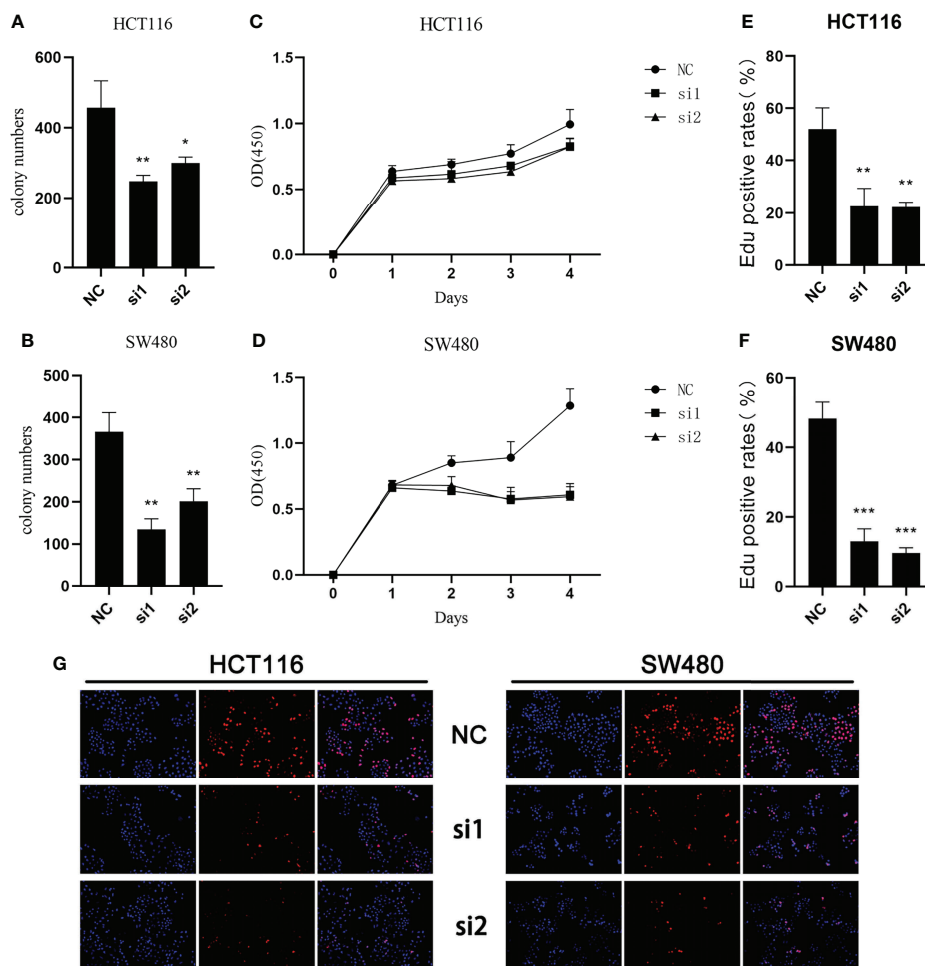 A
HCT116
colony numbers
600
400
200
0
**
*
NC
si1
si2
C
HCT116
OD(450)
1.5
1.0
0.5
0.0
0
1
2
3
4
Days
NC
si1
si2
E
HCT116
Edu pcsitive rates( %)
80
60
40
20
0
**
**
NC
si1
si2
B
SW480
colony numbers
500
400
300
200
100
0
**
**
NC
si1
si2
D
SW480
OD(450)
1.5
1.0
0.5
0.0
0
1
2
3
4
Days
NC
si1
si2
F
SW480
Edu positive rates( %)
60
40
20
0
***
***
NC
si1
si2
G
HCT116
SW480
NC
si1
si2